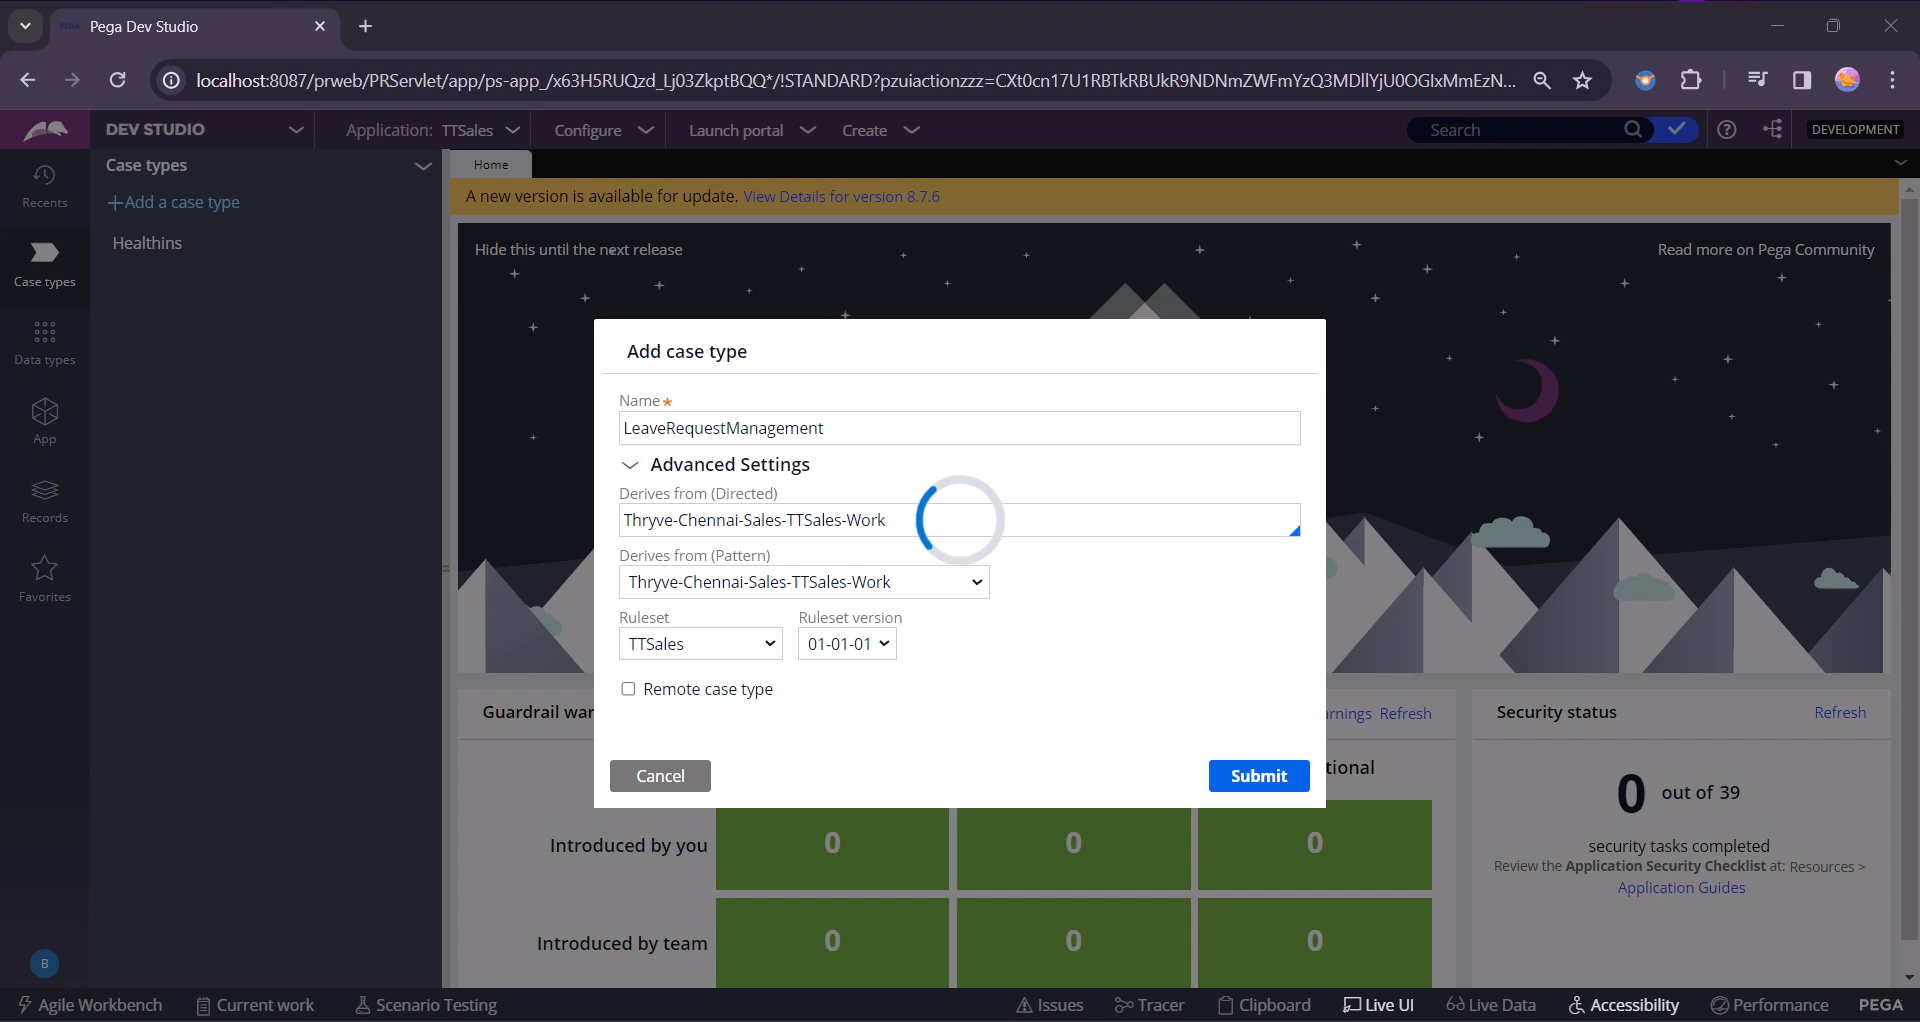 Pega Dev Studio
localhost:8087/prweb/PRServlet/app/ps-app_/x63H5RUQzd_Lj03ZkptBQQ*/!STANDARD?pzuiactionzzz=CXt0cn17U1RBTkRBUkR9NDNmZWFmYzQ3MDllYjU0OGIxMmEzN...
DEV STUDIO
Application: TTSales
Configure
Launch portal
Create
Search
DEVELOPMENT
Recents
Case types
Data types
App
Records
Favorites
B
Case types
Add a case type
Healthins
Home
A new version is available for update. View Details for version 8.7.6
Hide this until the next release
Read more on Pega Community
Add case type
Name
LeaveRequestManagement
Advanced Settings
Derives from (Directed)
Thryve-Chennai-Sales-TTSales-Work
Derives from (Pattern)
Thryve-Chennai-Sales-TTSales-Work
Ruleset Ruleset version
TTSales 01-01-01
Remote case type
Cancel Submit
Guardrail war
rnings Refresh
tional
Introduced by you 0 0 0
Introduced by team 0 0 0
Security status Refresh
0 out of 39
security tasks completed
Review the Application Security Checklist at: Resources >
Application Guides
Agile Workbench Current work Scenario Testing Issues Tracer Clipboard Live UI Live Data Accessibility Performance PEGA